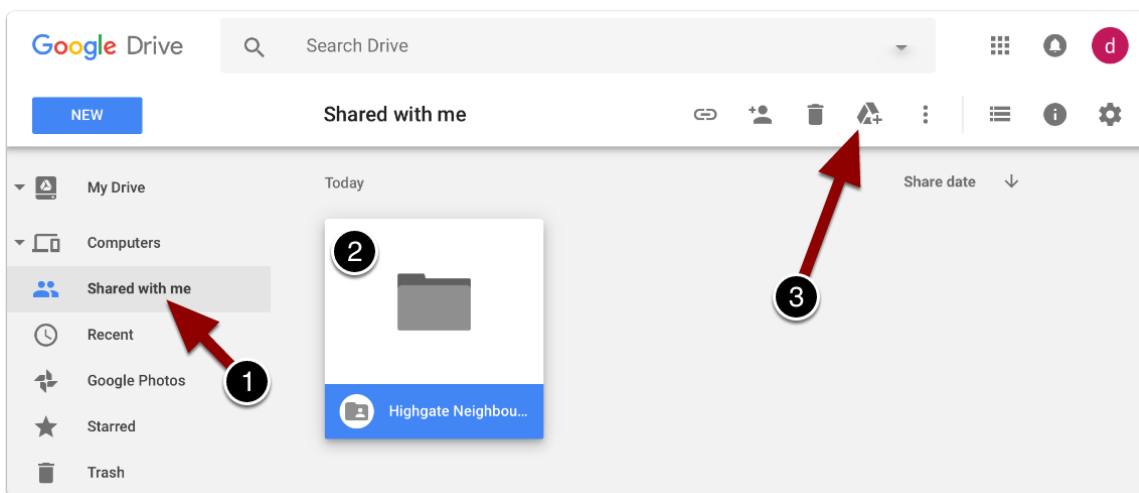 Google Drive
Search Drive
d
NEW
Shared with me
My Drive
Today
Share date
Computers
2
Shared with me
3
Recent
Google Photos
1
Highgate Neighbou...
Starred
Trash